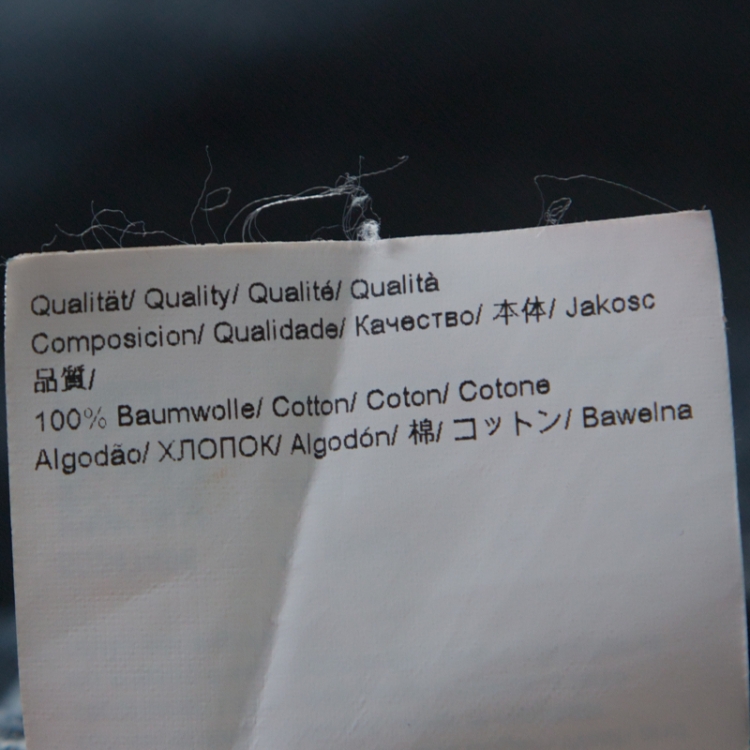 Qualität/ Quality/ Qualité/ Qualità
Composicion/ Qualidade/ Качество/ 本体/ Jakosc
品質/
100% Baumwolle/ Cotton/ Coton/ Cotone
Algodão/ ХЛОПОК/ Algodón/ 棉/ コットン/ Bawelna